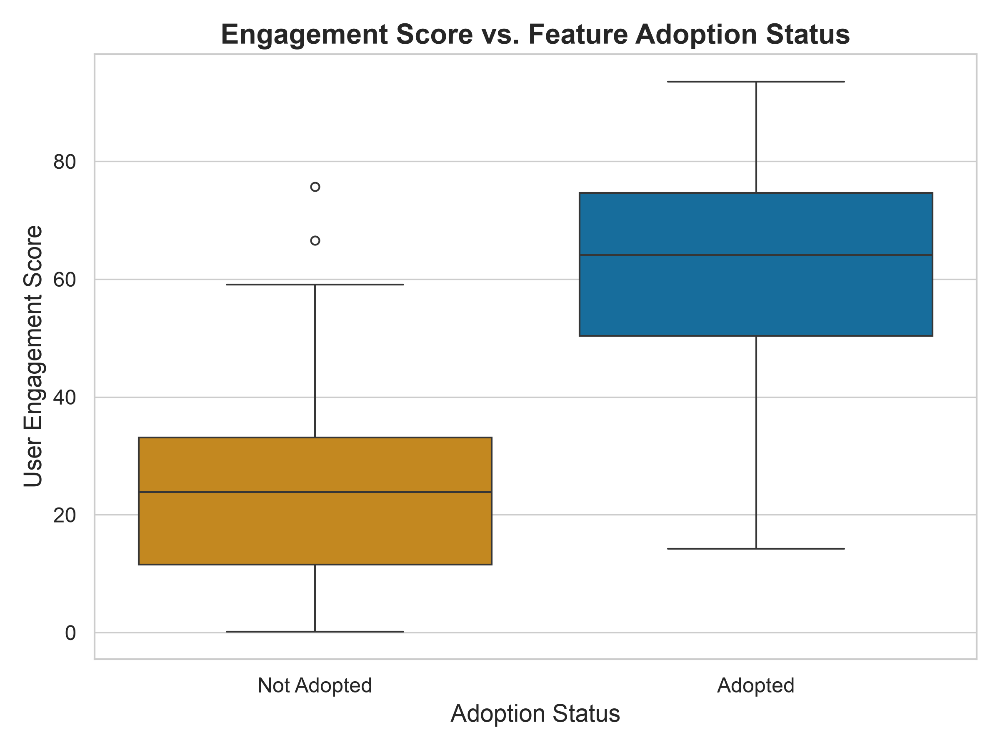 Engagement Score vs. Feature Adoption Status
User Engagement Score
80
60
40
20
0
Not Adopted
Adopted
Adoption Status